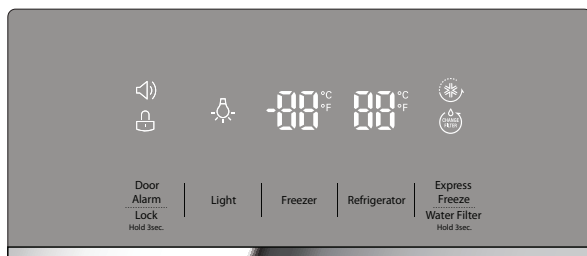 -88 °C °F 88 °C °F
CHANGE
FILTER
Door
Alarm
Lock
Hold 3sec.
Light
Freezer
Refrigerator
Express
Freeze
Water Filter
Hold 3sec.